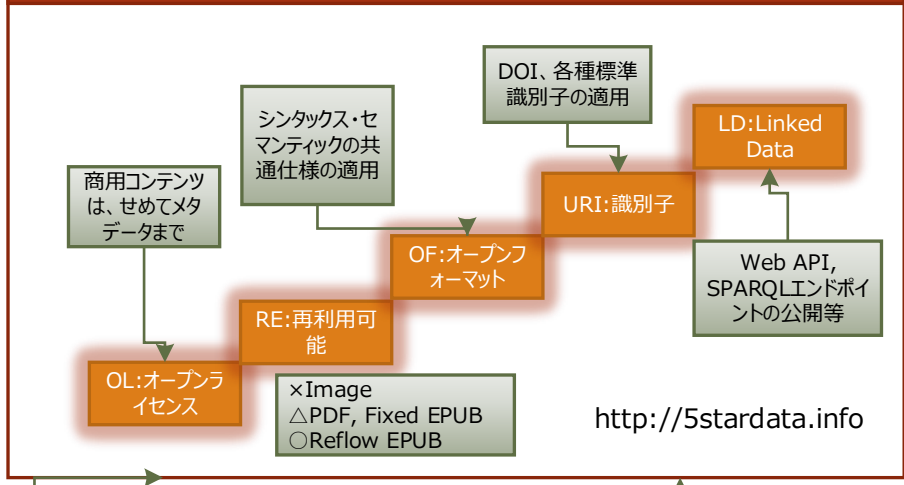 DOI、各種標準
識別子の適用
シンタックス・セ
マンティックの共
通仕様の適用
LD:Linked
Data
商用コンテンツ
は、せめてメタ
データまで
URI:識別子
OF:オープンフ
ォーマット
Web API,
SPARQLエンドポイ
ントの公開等
RE:再利用可
能
OL:オープンラ
イセンス
×Image
△PDF, Fixed EPUB
○Reflow EPUB
http://5stardata.info